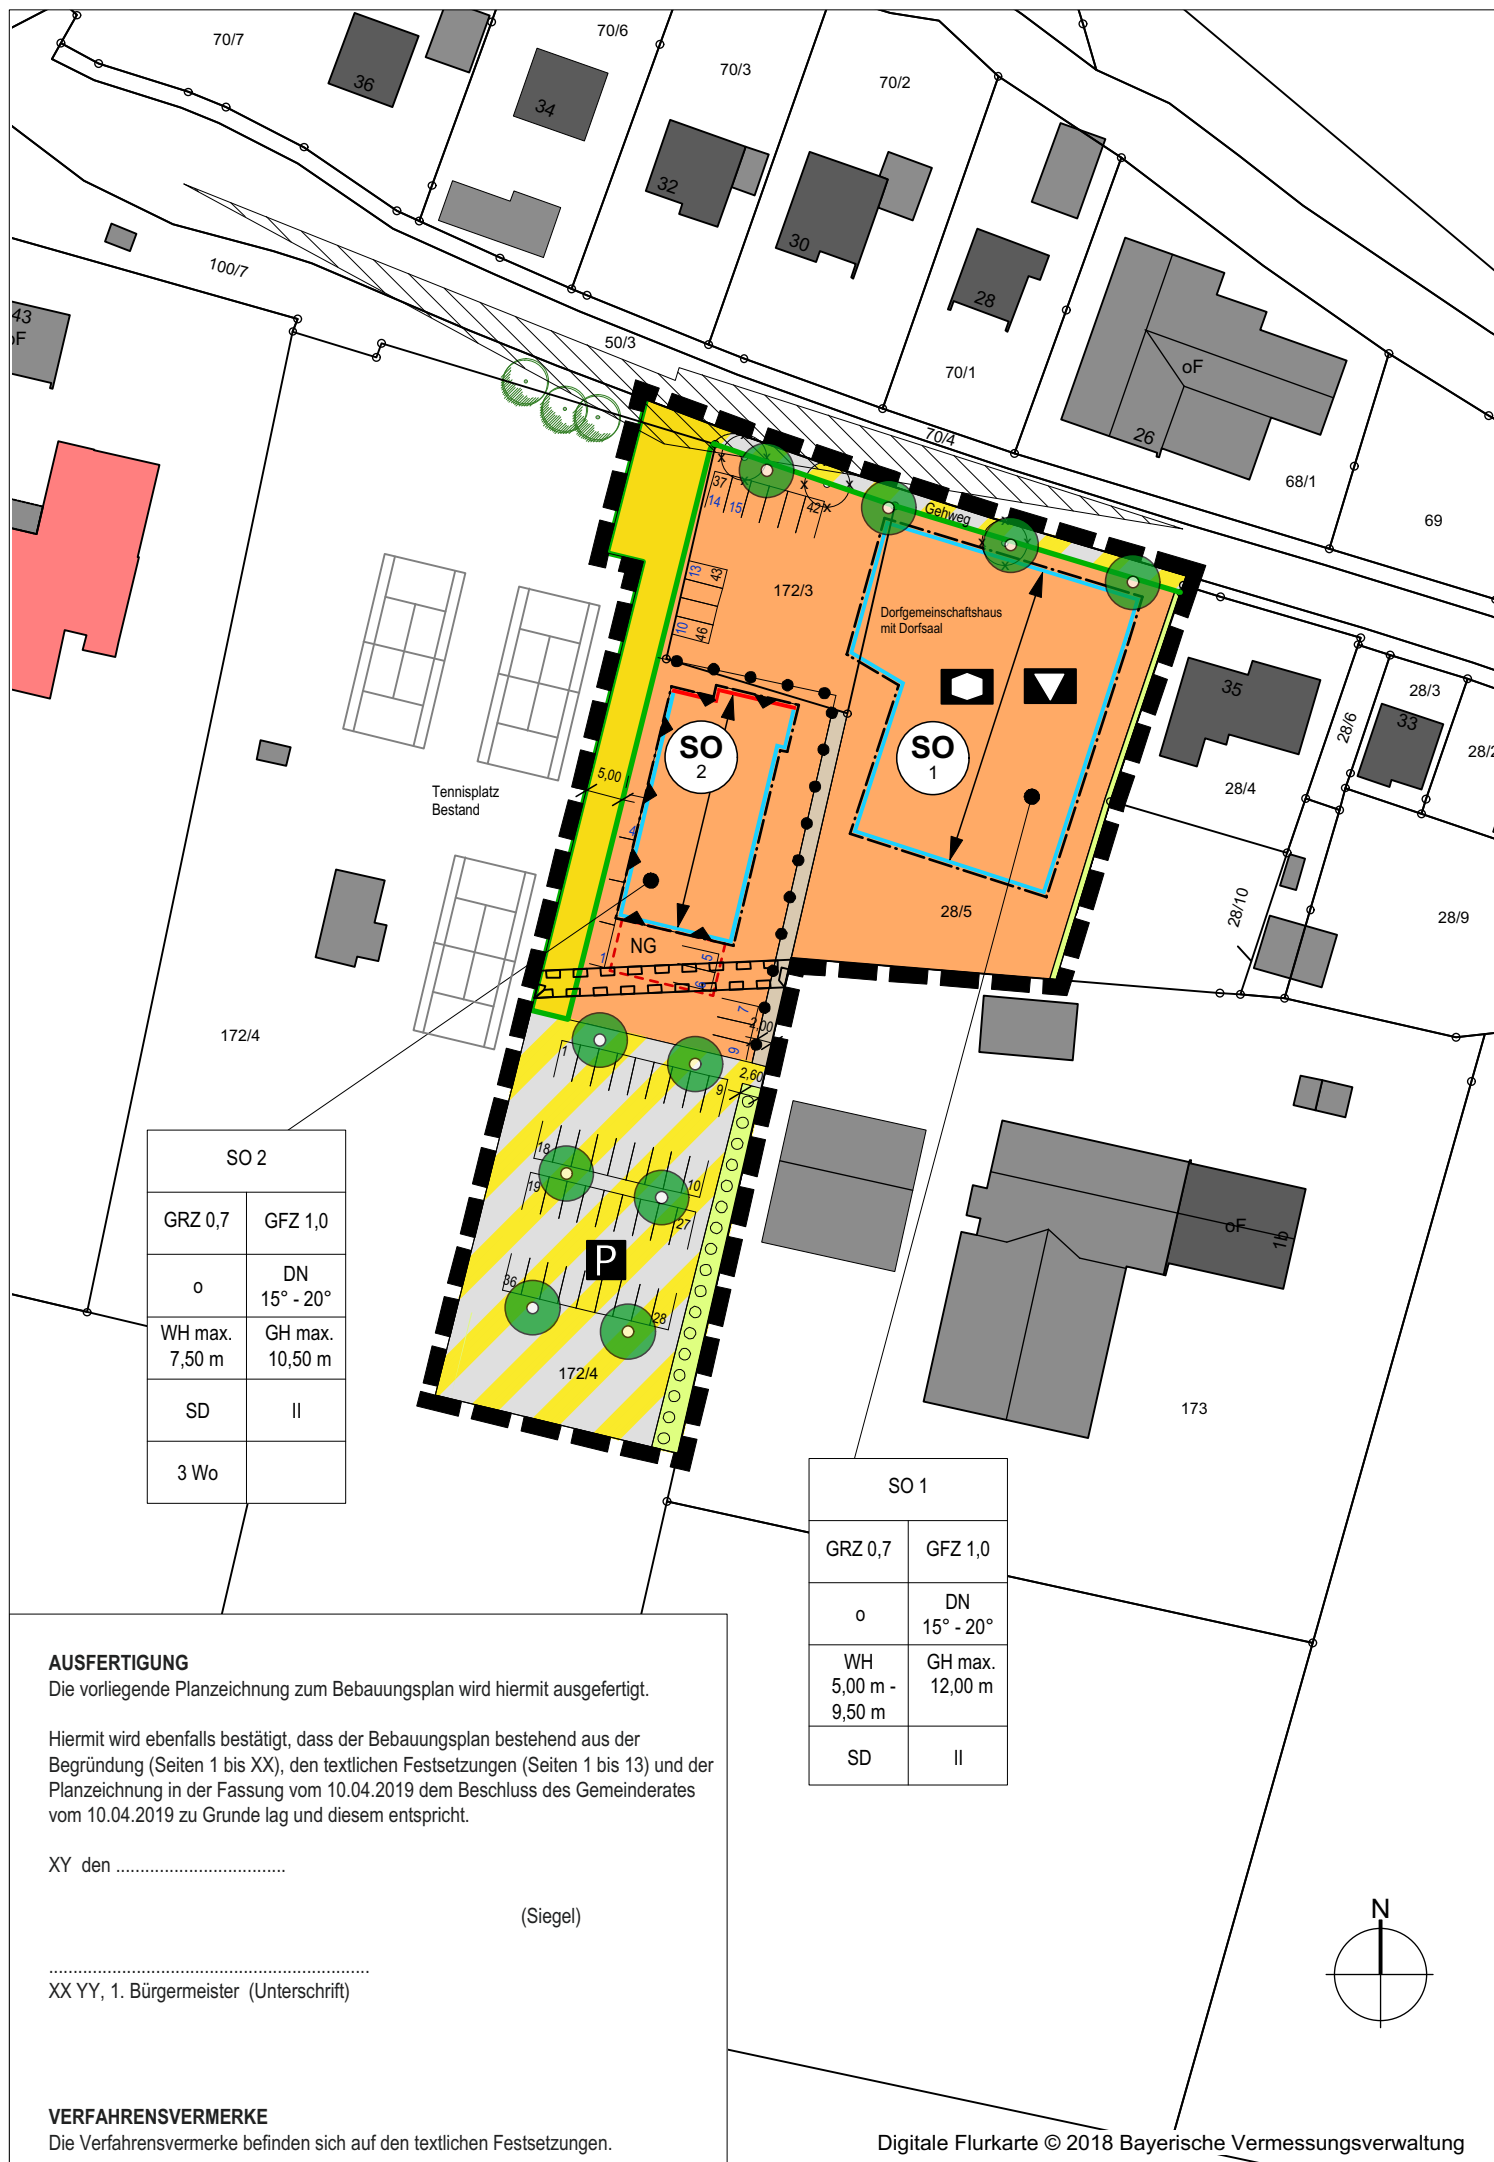 70/7
70/6
70/3
70/2
36
34
32
30
28
100/7
50/3
70/1
70/4
oF
26
68/1
69
43
oF
37
42
14
15
Gehweg
13
43
10
46
172/3
Dorfgemeinschaftshaus
mit Dorfsaal
SO
2
SO
1
35
28/6
28/3
33
28/2
28/4
28/10
28/9
28/5
5,00
Tennisplatz
Bestand
4
NG
1
5
6
7
9
2,00
2,60
172/4
1
9
18
10
19
27
P
36
28
172/4
oF
1b
173
SO 2
GRZ 0,7 GFZ 1,0
o DN
15° - 20°
WH max. GH max.
7,50 m 10,50 m
SD II
3 Wo
SO 1
GRZ 0,7 GFZ 1,0
o DN
15° - 20°
WH GH max.
5,00 m - 12,00 m
9,50 m
SD II
AUSFERTIGUNG
Die vorliegende Planzeichnung zum Bebauungsplan wird hiermit ausgefertigt.
Hiermit wird ebenfalls bestätigt, dass der Bebauungsplan bestehend aus der
Begründung (Seiten 1 bis XX), den textlichen Festsetzungen (Seiten 1 bis 13) und der
Planzeichnung in der Fassung vom 10.04.2019 dem Beschluss des Gemeinderates
vom 10.04.2019 zu Grunde lag und diesem entspricht.
XY den ...................................
(Siegel)
..................................................................
XX YY, 1. Bürgermeister (Unterschrift)
N
VERFAHRENSVERMERKE
Die Verfahrensvermerke befinden sich auf den textlichen Festsetzungen.
Digitale Flurkarte © 2018 Bayerische Vermessungsverwaltung